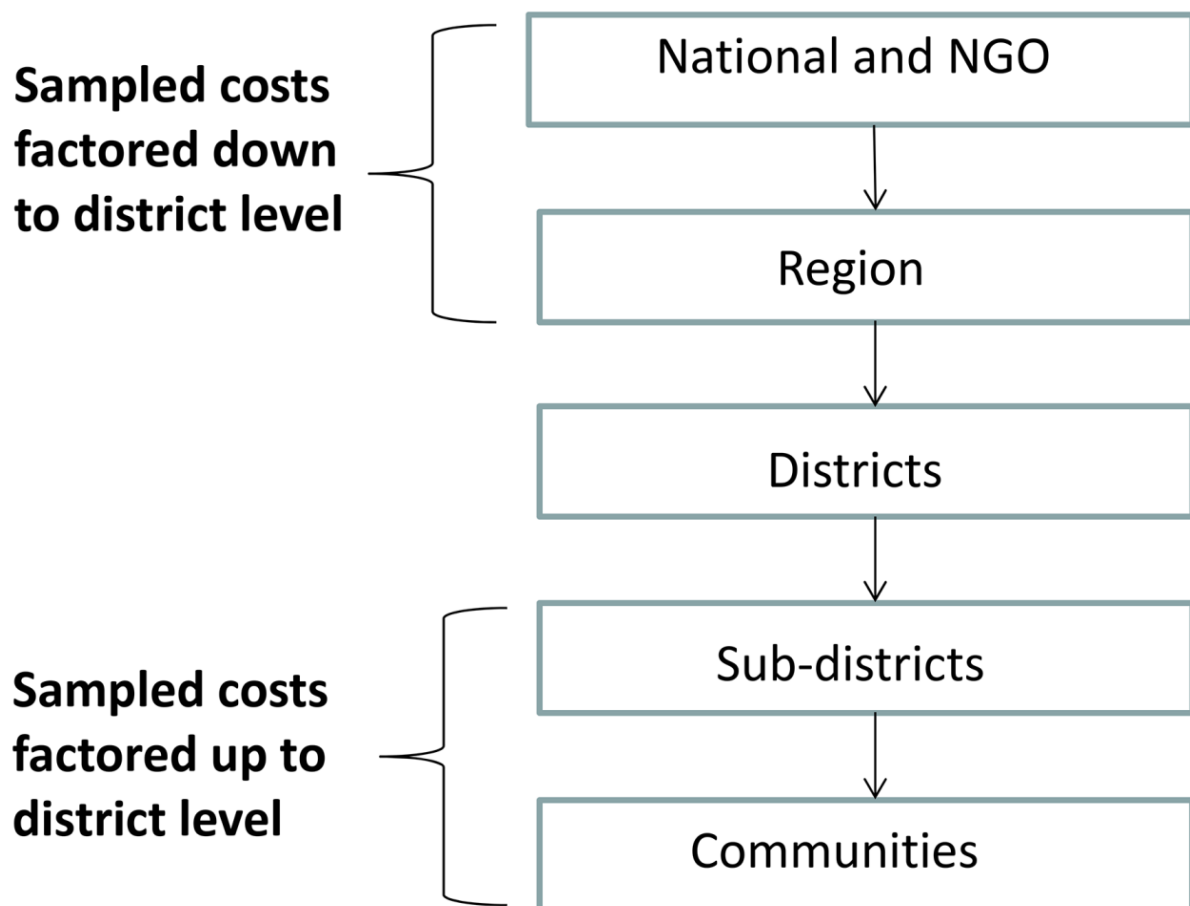 National and NGO
Sampled costs
factored down
to district level
Region
Districts
Sub-districts
Sampled costs
factored up to
district level
Communities